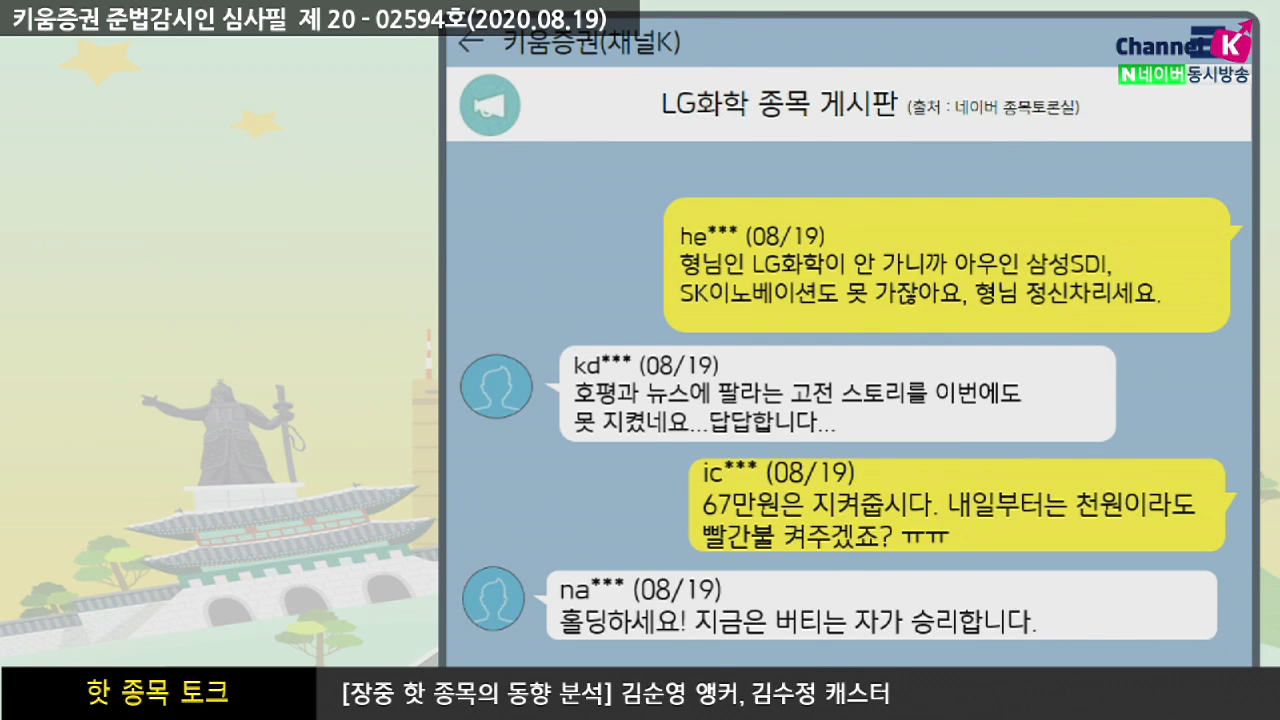 키움증권 준법감시인 심사필 제 20 - 02594호(2020.08.19)
← 키움증권(채널K)
Channel K
N네이버동시방송
LG화학 종목 게시판 (출처 : 네이버 종목토론실)
he*** (08/19)
형님인 LG화학이 안 가니까 아우인 삼성SDI,
SK이노베이션도 못 가잖아요, 형님 정신차리세요.
kd*** (08/19)
호평과 뉴스에 팔라는 고전 스토리를 이번에도
못 지켰네요...답답합니다...
ic*** (08/19)
67만원은 지켜줍시다. 내일부터는 천원이라도
빨간불 켜주겠죠? ㅠㅠ
na*** (08/19)
홀딩하세요! 지금은 버티는 자가 승리합니다.
핫 종목 토크
[장중 핫 종목의 동향 분석] 김순영 앵커, 김수정 캐스터